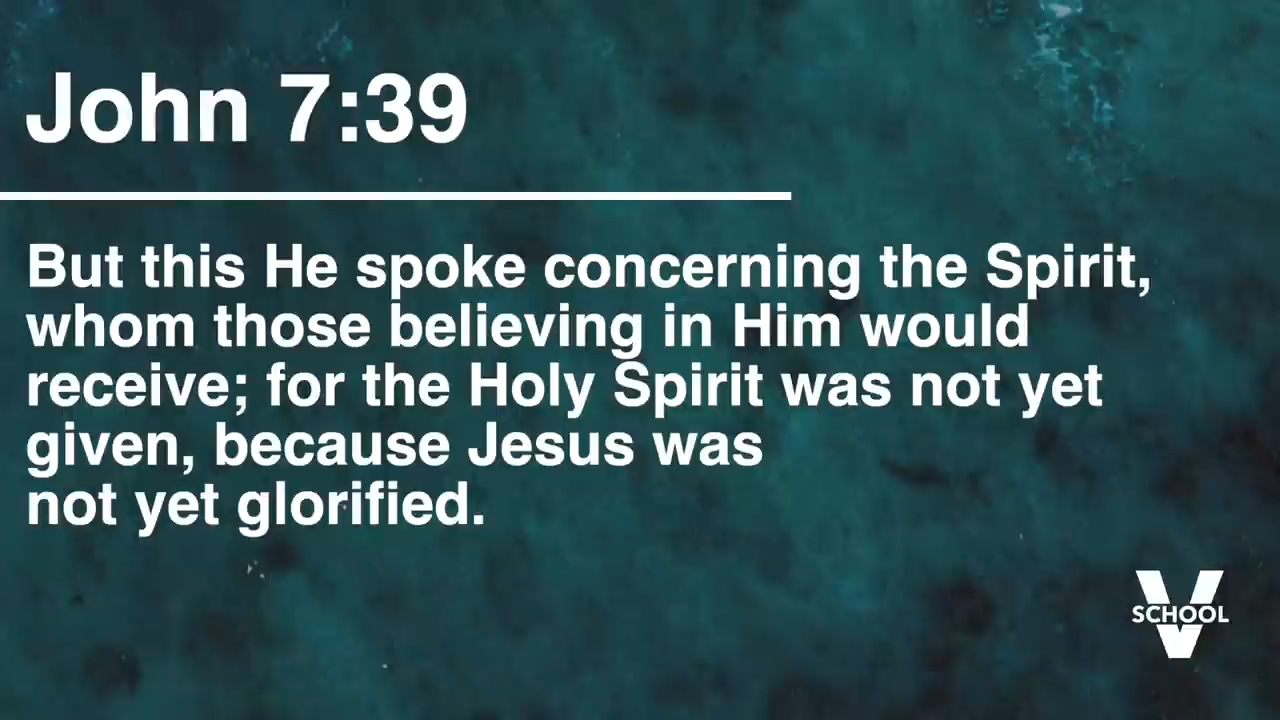 John 7:39
But this He spoke concerning the Spirit,
whom those believing in Him would
receive; for the Holy Spirit was not yet
given, because Jesus was
not yet glorified.
V
SCHOOL